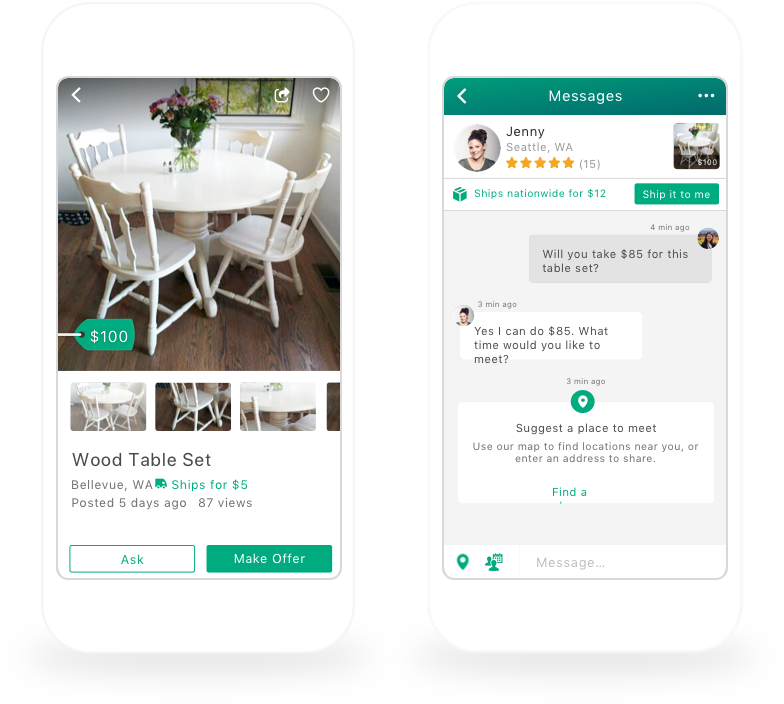 $100
Wood Table Set
Bellevue, WA Ships for $5
Posted 5 days ago 87 views
Ask
Make Offer
Messages
Jenny
Seattle, WA
(15)
$100
Ships nationwide for $12
Ship it to me
4 min ago
Will you take $85 for this
table set?
3 min ago
Yes I can do $85. What
time would you like to
meet?
3 min ago
Suggest a place to meet
Use our map to find locations near you, or
enter an address to share.
Find a
Message...